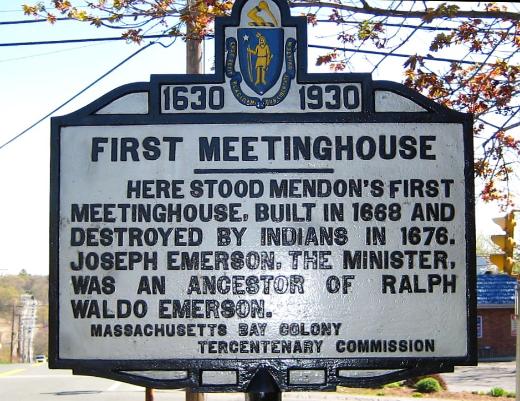 1630 1930
FIRST MEETINGHOUSE
HERE STOOD MENDON'S FIRST
MEETINGHOUSE, BUILT IN 1668 AND
DESTROYED BY INDIANS IN 1676.
JOSEPH EMERSON, THE MINISTER,
WAS AN ANCESTOR OF RALPH
WALDO EMERSON.
MASSACHUSETTS BAY COLONY
TERCENTENARY COMMISSION